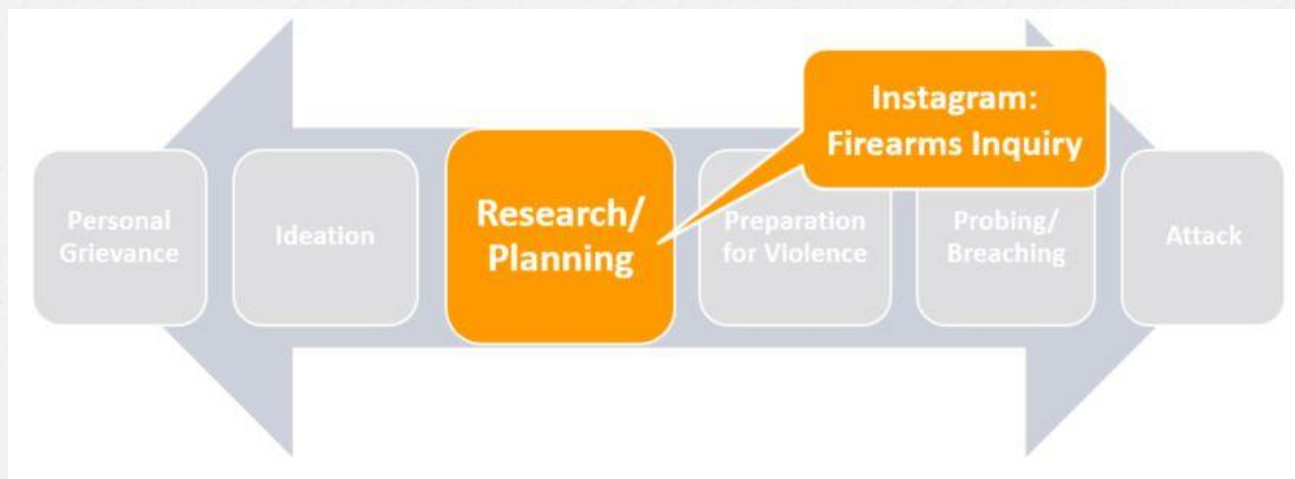 Instagram:
Firearms Inquiry
Personal
Grievance
Ideation
Research/
Planning
Preparation
for Violence
Probing/
Breaching
Attack